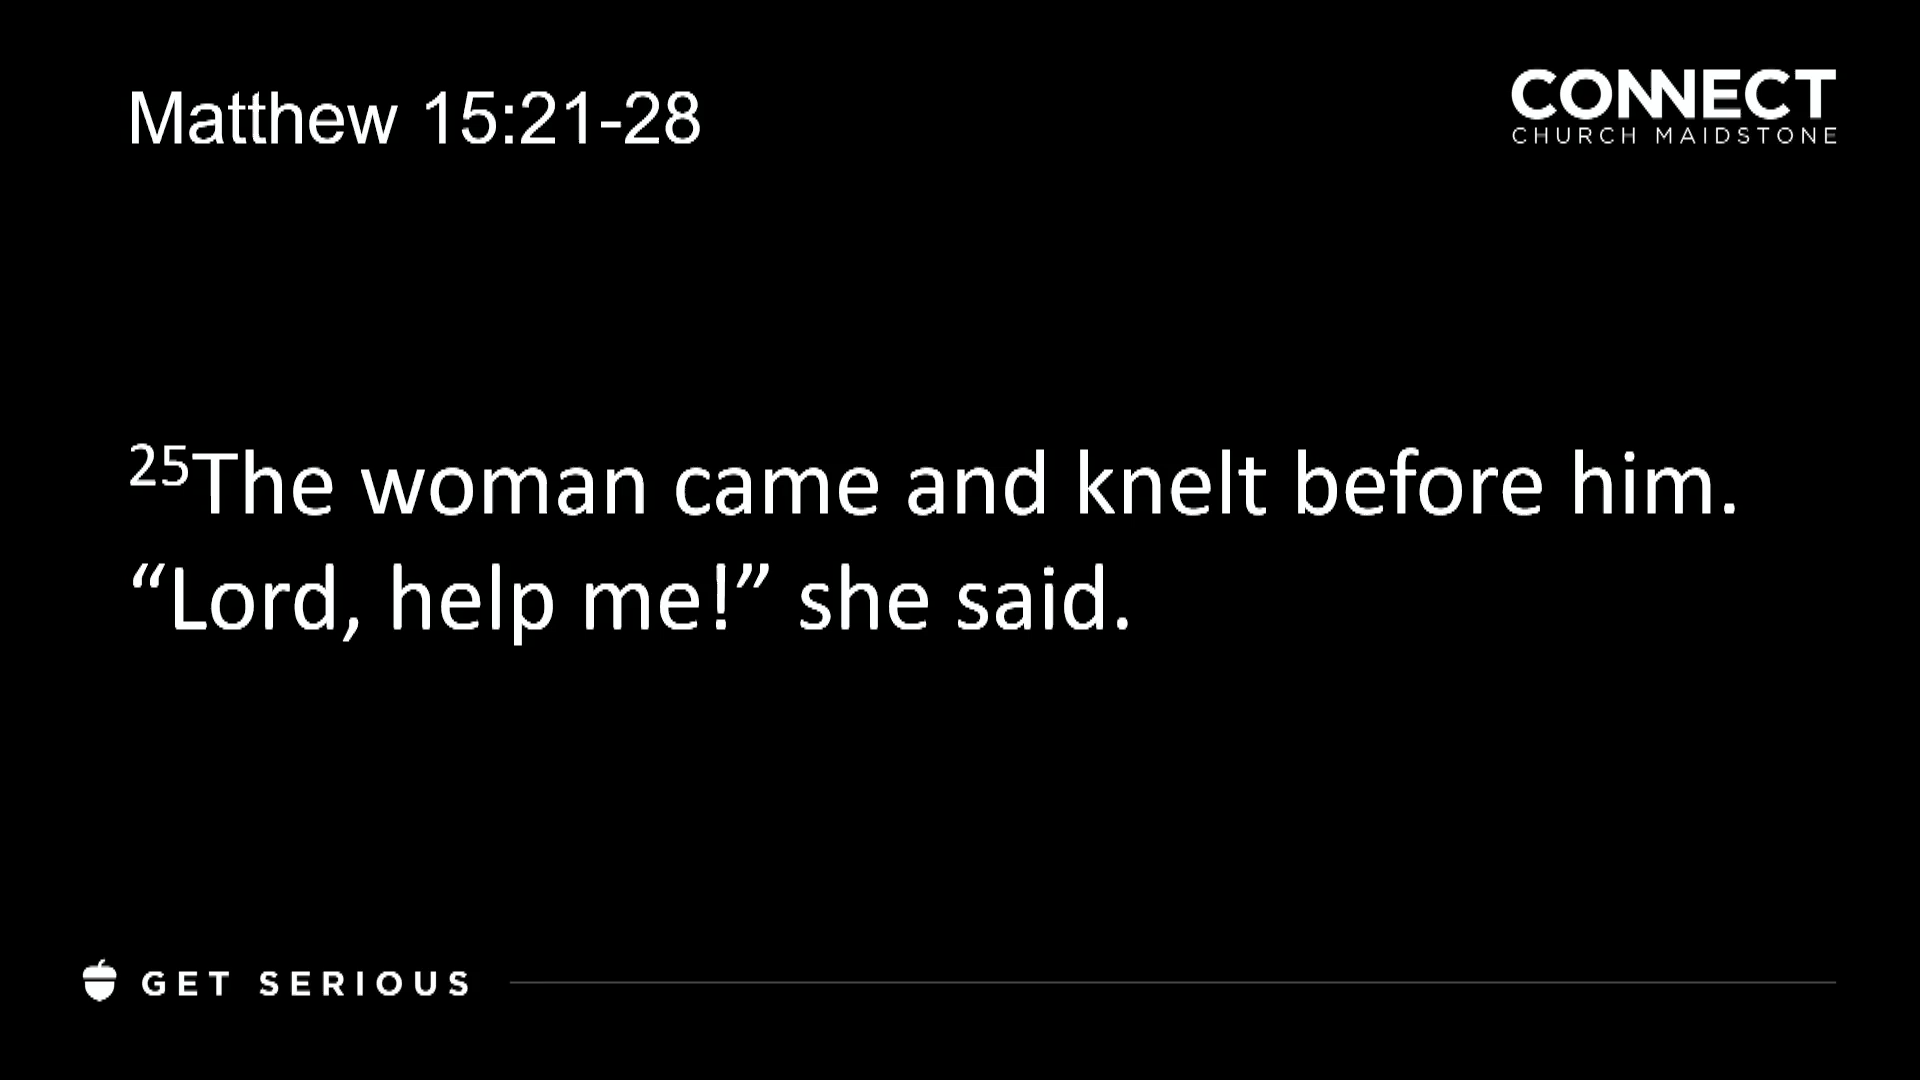 Matthew 15:21-28
CONNECT
CHURCH MAIDSTONE
²⁵The woman came and knelt before him.
“Lord, help me!” she said.
GET SERIOUS